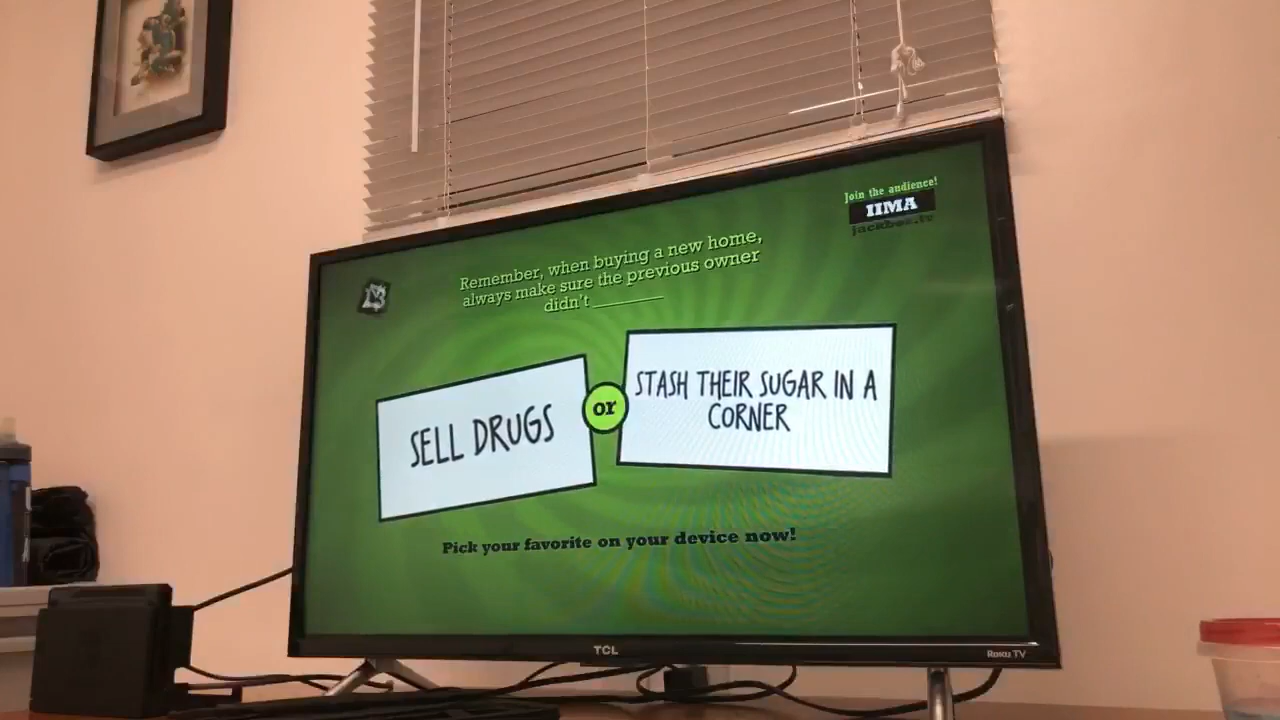 Join the audience!
IIMA
jackbox.tv
Remember, when buying a new home,
always make sure the previous owner
didn't ________
SELL DRUGS
or
STASH THEIR SUGAR IN A
CORNER
Pick your favorite on your device now!
TCL
Roku TV